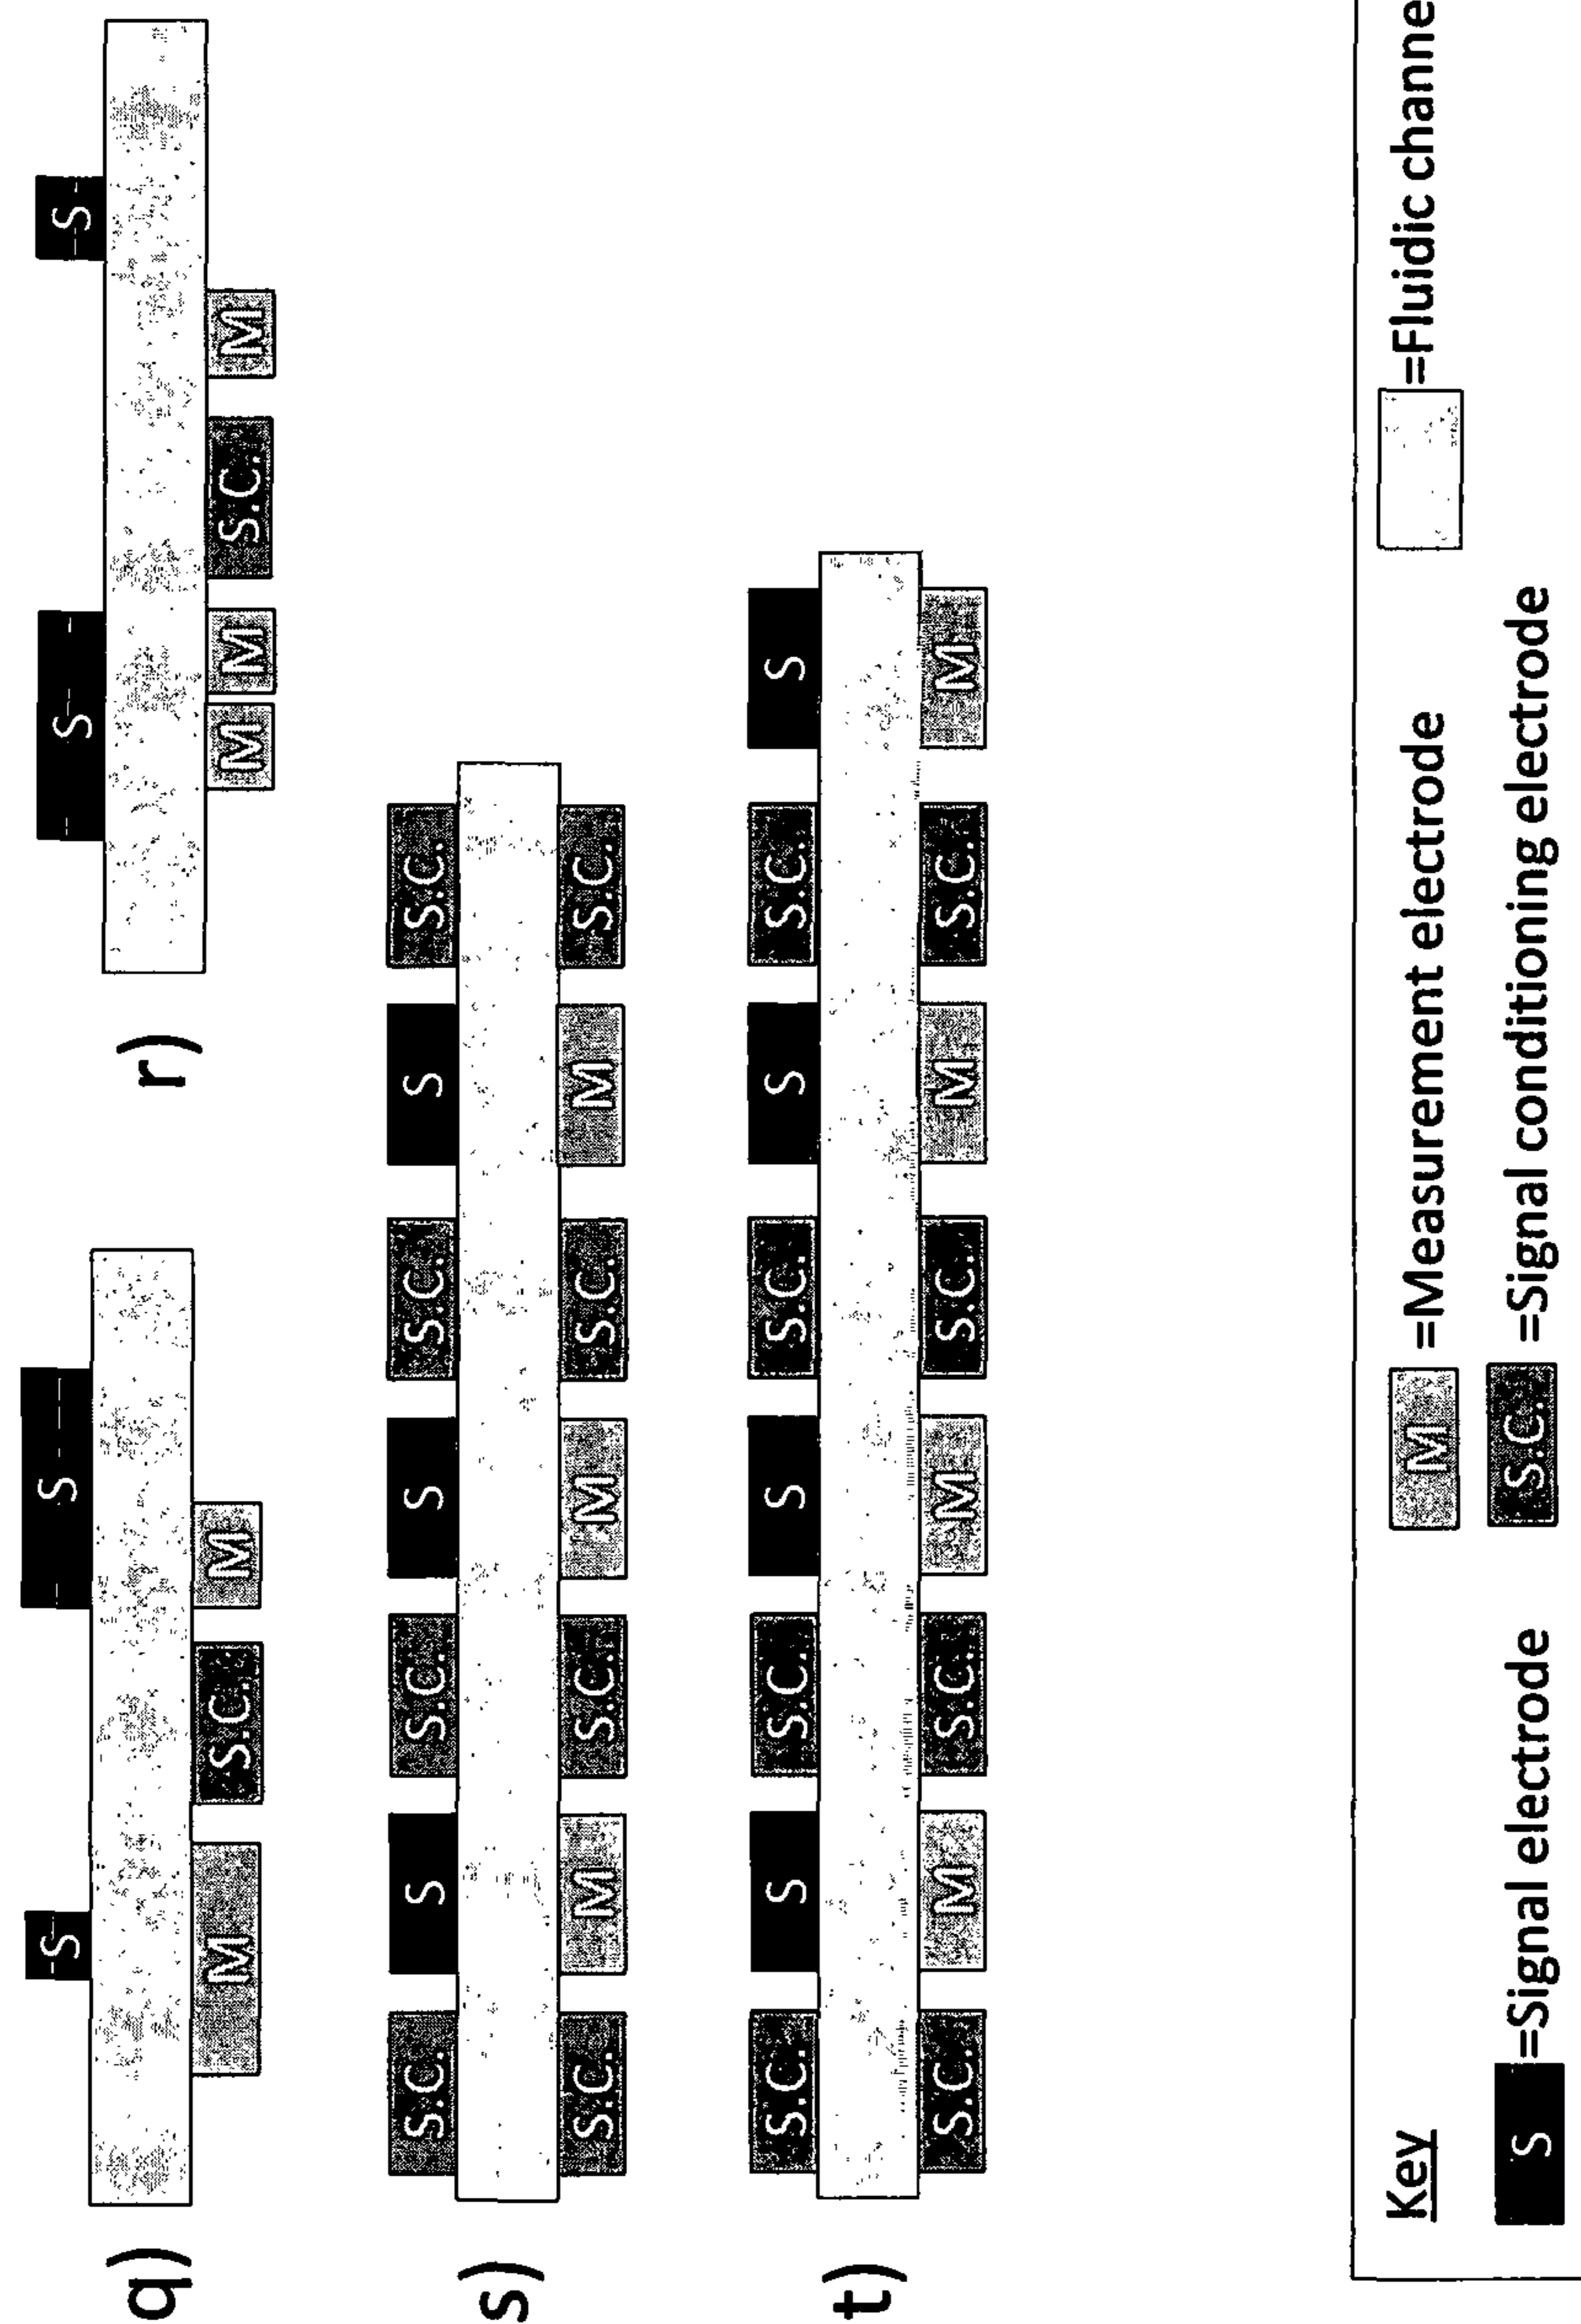 S S S S
q) r)
M S.C. M M M S.C. M
S.C. S S.C. S S.C. S S.C.
s)
S.C. M S.C. M S.C. M S.C.
S.C. S S.C. S S.C. S S.C. S
t)
S.C. M S.C. M S.C. M S.C. M
Key M =Measurement electrode =Fluidic channe
S =Signal electrode S.C. =Signal conditioning electrode